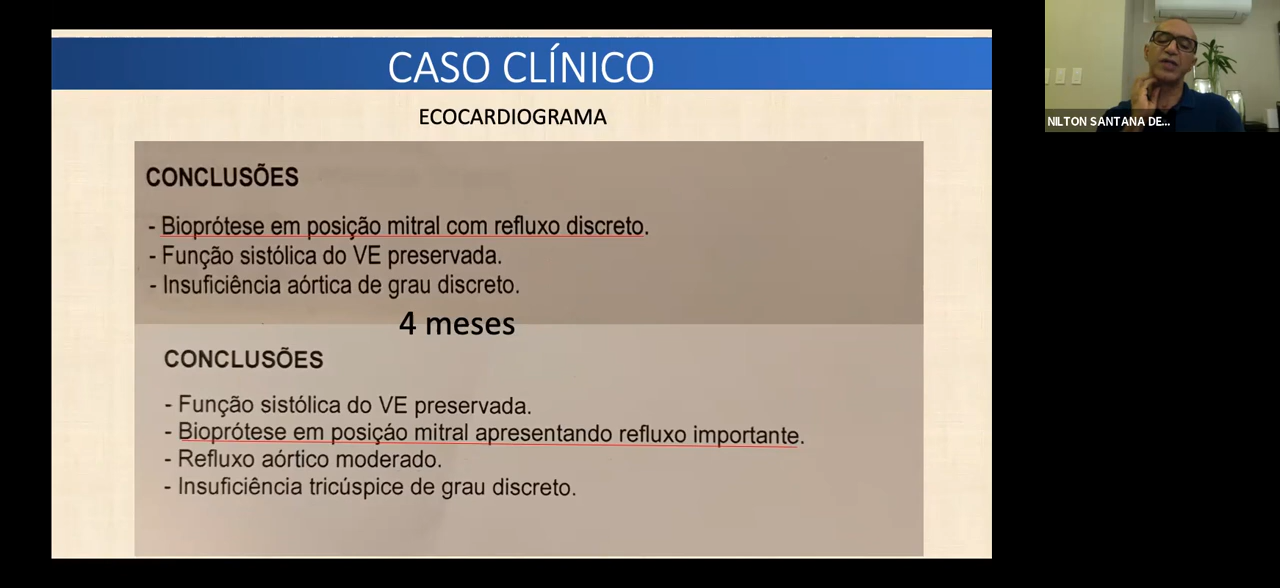 CASO CLÍNICO
ECOCARDIOGRAMA
CONCLUSÕES
- Bioprótese em posição mitral com refluxo discreto.
- Função sistólica do VE preservada.
- Insuficiência aórtica de grau discreto.
4 meses
CONCLUSÕES
- Função sistólica do VE preservada.
- Bioprótese em posição mitral apresentando refluxo importante.
- Refluxo aórtico moderado.
- Insuficiência tricúspice de grau discreto.
NILTON SANTANA DE...